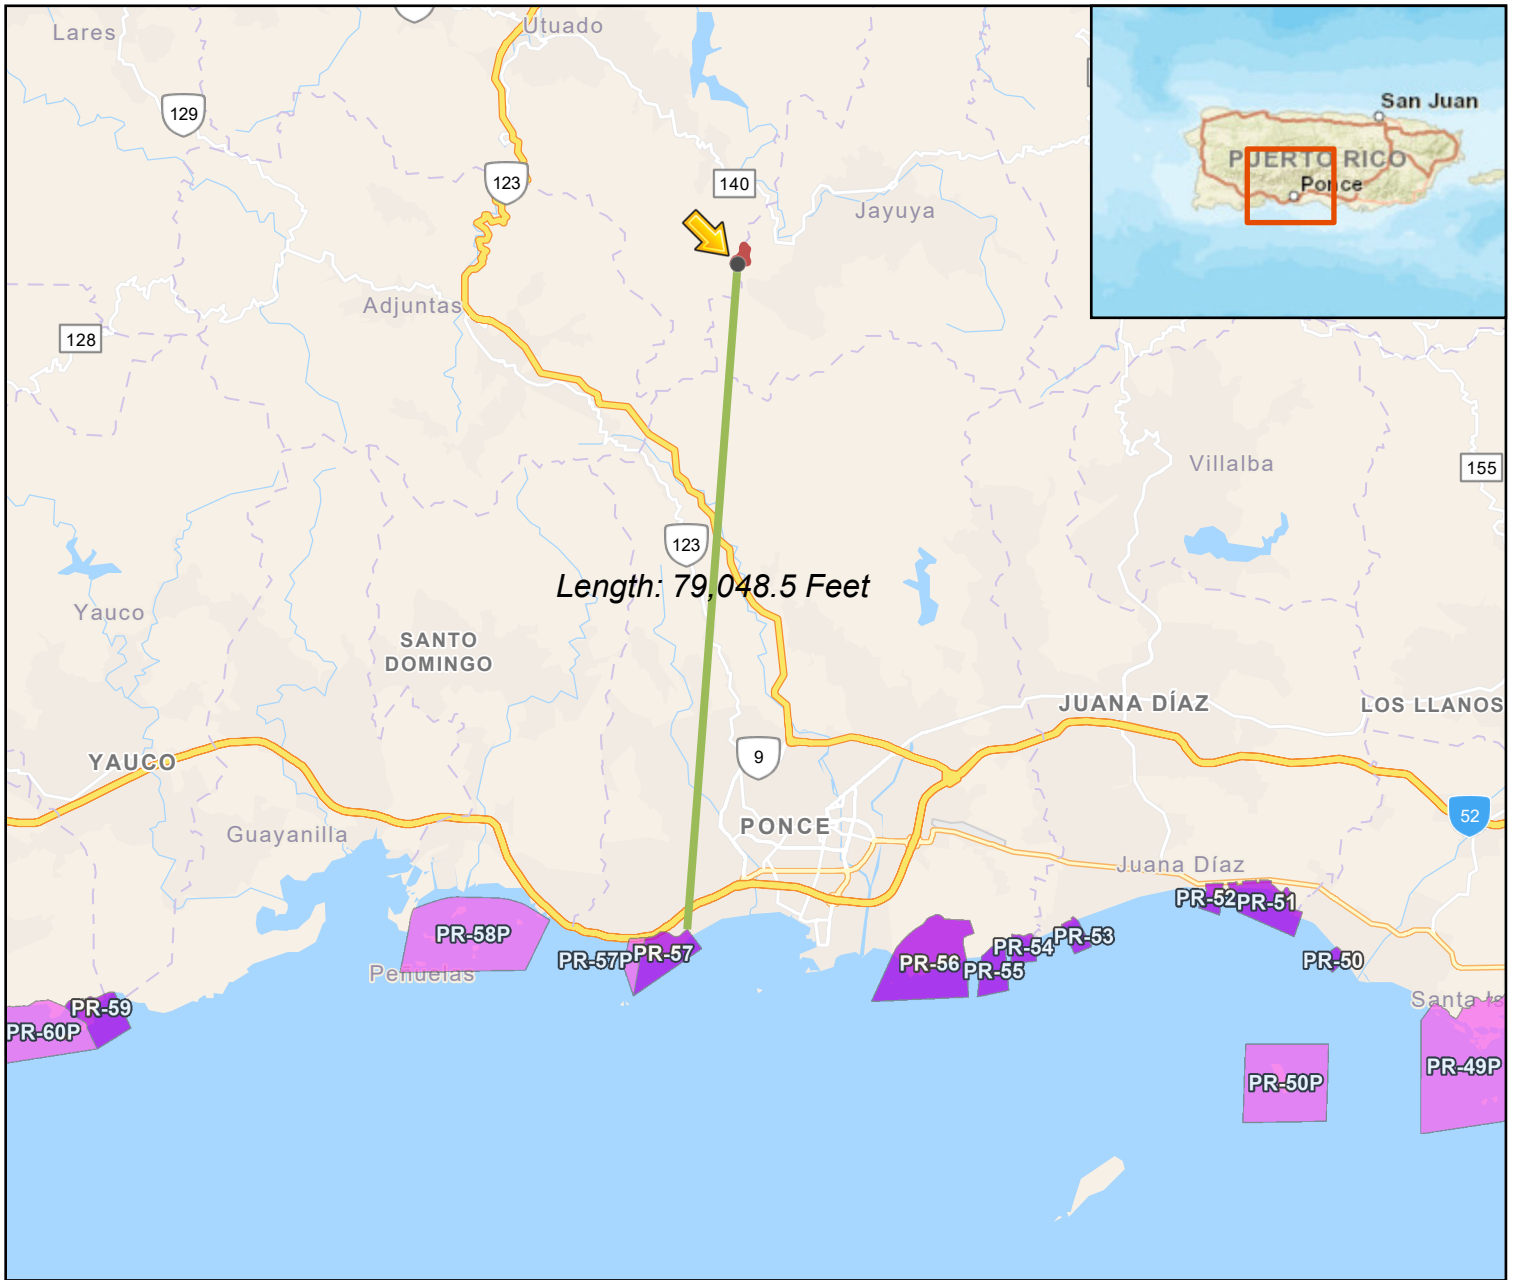 Lares
Utuado
129
123
140
Jayuya
San Juan
PUERTO RICO
Ponce
Adjuntas
128
Villalba
155
123
Length: 79,048.5 Feet
Yauco
SANTO
DOMINGO
JUANA DÍAZ
LOS LLANOS
YAUCO
9
52
Guayanilla
PONCE
Juana Díaz
PR-52
PR-51
PR-58P
PR-57P
PR-57
PR-56
PR-55
PR-54
PR-53
PR-50
Peñuelas
PR-59
PR-60P
Santa Is
PR-50P
PR-49P